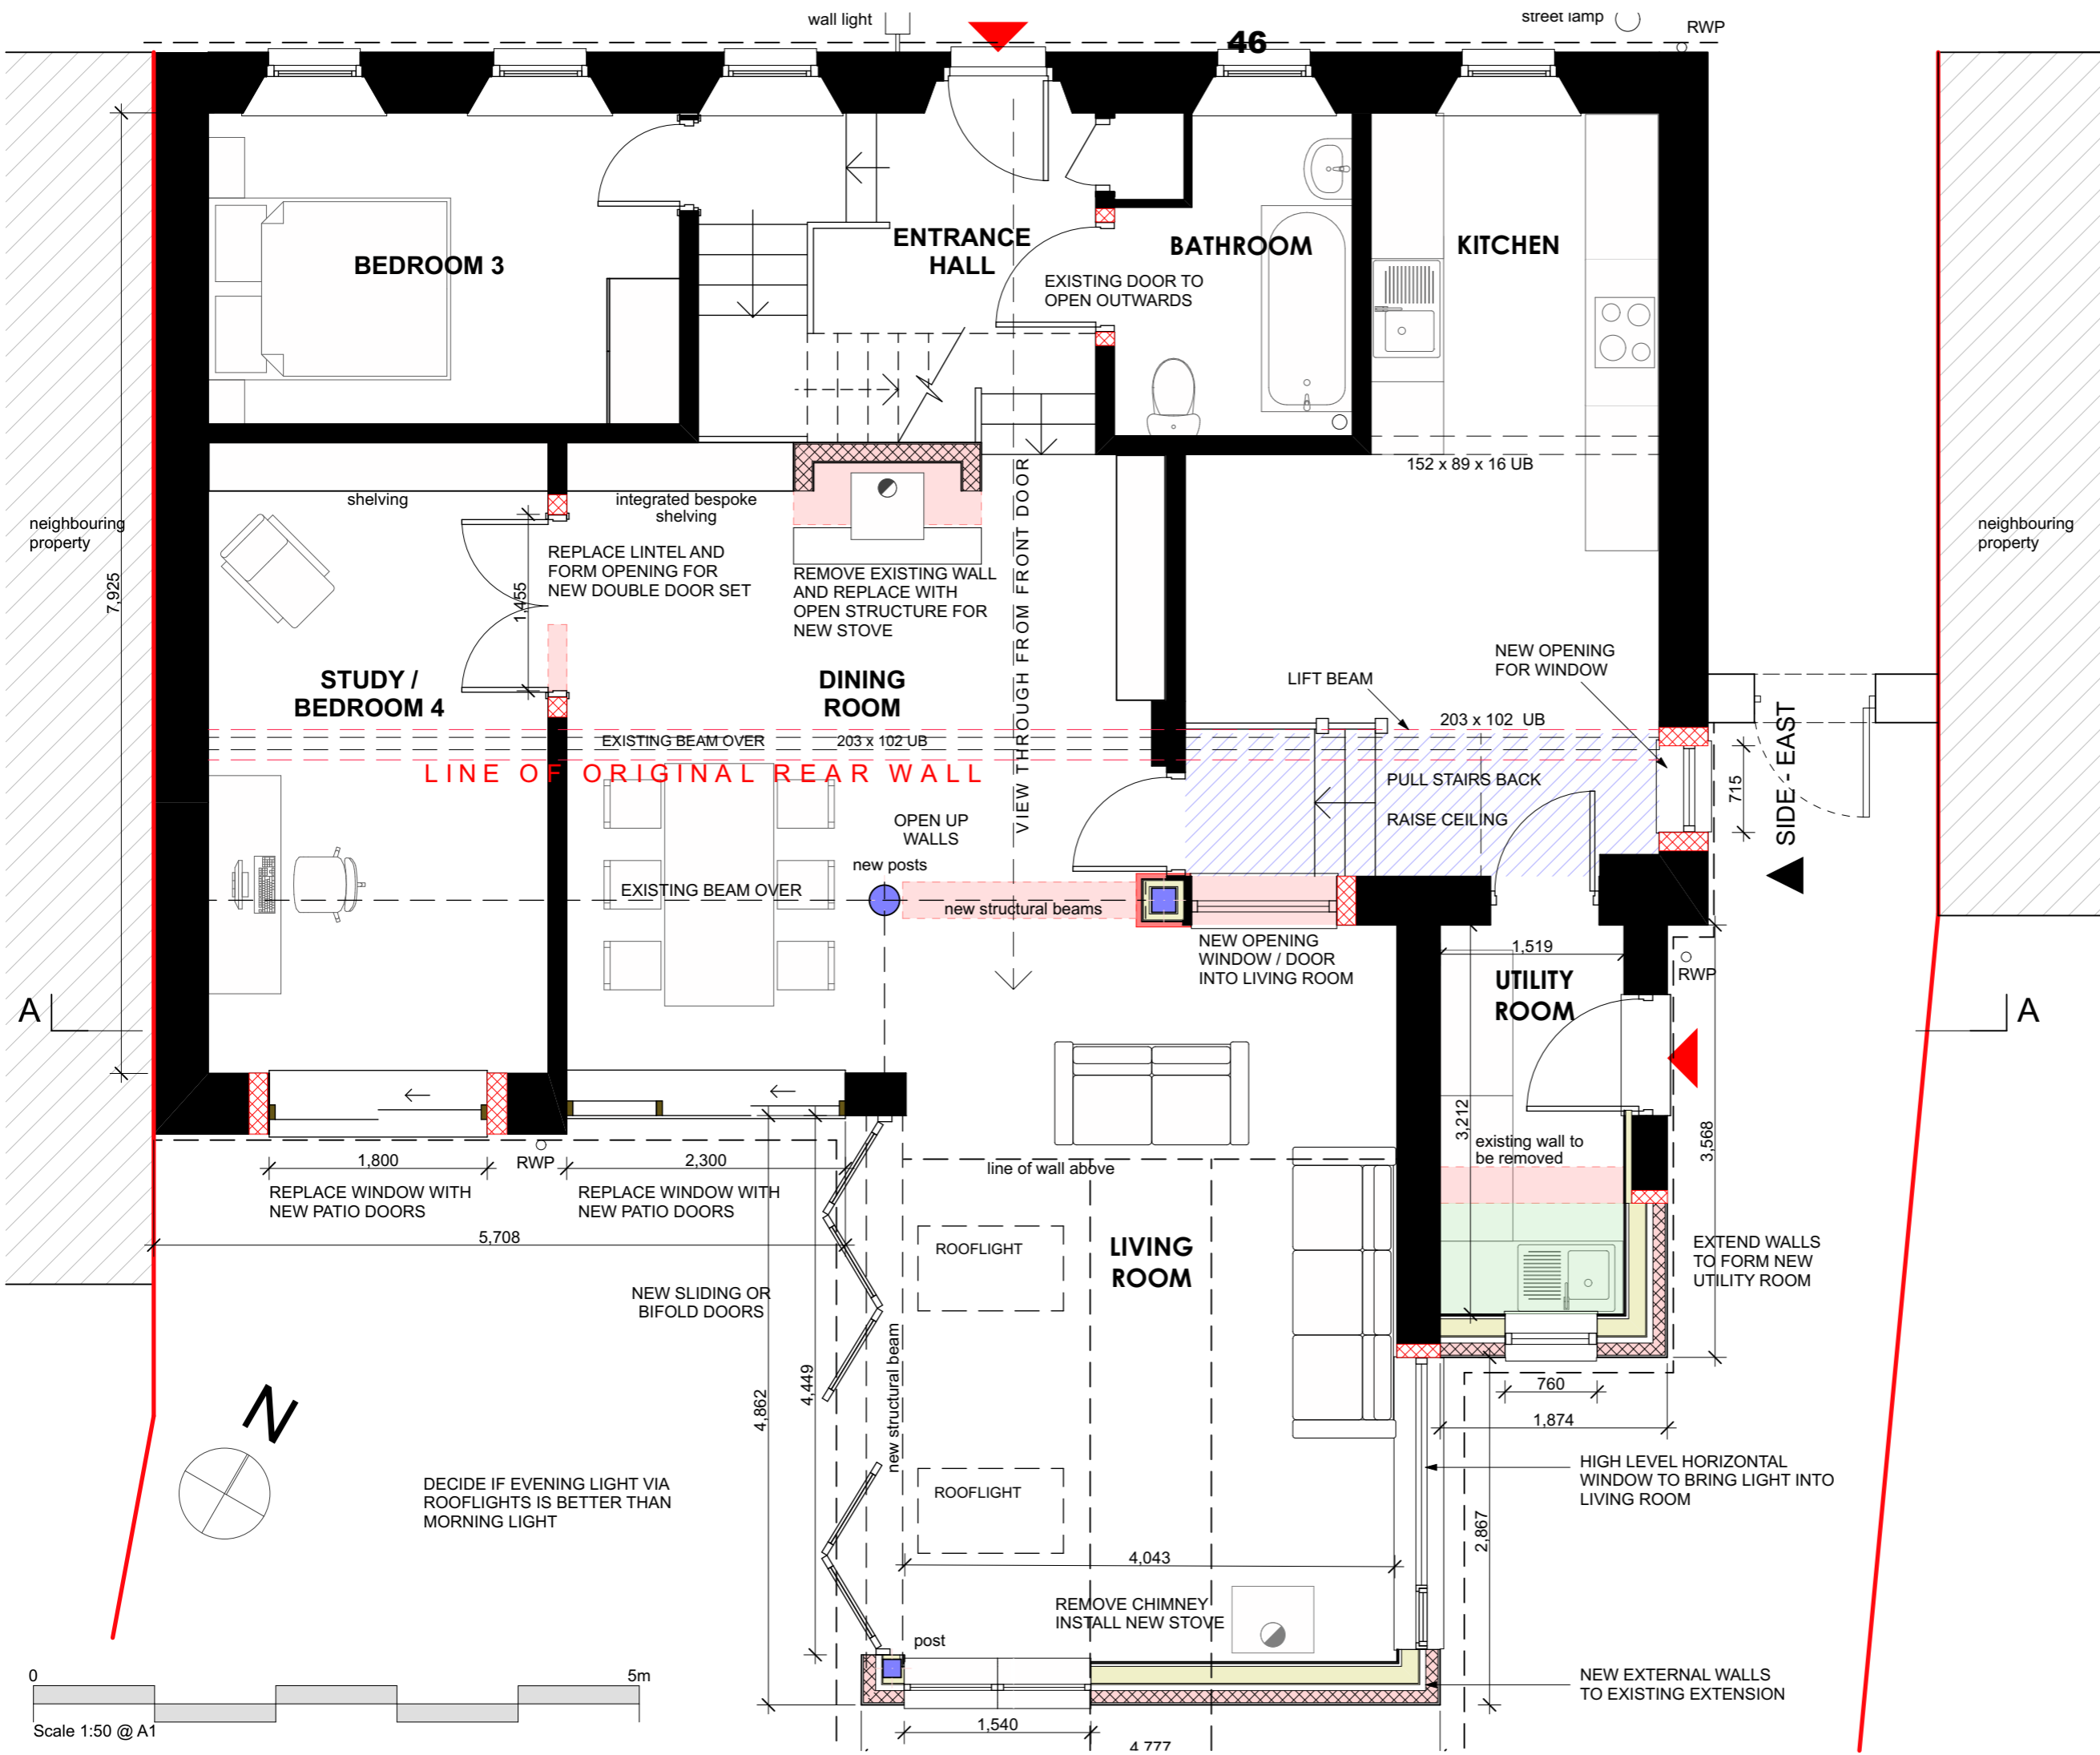 wall light
street lamp
RWP
46
ENTRANCE
HALL
BATHROOM
KITCHEN
BEDROOM 3
EXISTING DOOR TO
OPEN OUTWARDS
152 x 89 x 16 UB
shelving
integrated bespoke
shelving
neighbouring
property
neighbouring
property
7,925
1,455
REPLACE LINTEL AND
FORM OPENING FOR
NEW DOUBLE DOOR SET
REMOVE EXISTING WALL
AND REPLACE WITH
OPEN STRUCTURE FOR
NEW STOVE
VIEW THROUGH FROM FRONT DOOR
NEW OPENING
FOR WINDOW
LIFT BEAM
STUDY /
BEDROOM 4
DINING
ROOM
203 x 102 UB
EXISTING BEAM OVER
203 x 102 UB
LINE OF ORIGINAL REAR WALL
PULL STAIRS BACK
RAISE CEILING
715
SIDE - EAST
OPEN UP
WALLS
new posts
EXISTING BEAM OVER
new structural beams
NEW OPENING
WINDOW / DOOR
INTO LIVING ROOM
1,519
UTILITY
ROOM
RWP
A
A
3,212
existing wall to
be removed
3,568
1,800
RWP
2,300
line of wall above
REPLACE WINDOW WITH
NEW PATIO DOORS
REPLACE WINDOW WITH
NEW PATIO DOORS
5,708
ROOFLIGHT
LIVING
ROOM
EXTEND WALLS
TO FORM NEW
UTILITY ROOM
NEW SLIDING OR
BIFOLD DOORS
new structural beam
4,862
4,449
760
1,874
N
DECIDE IF EVENING LIGHT VIA
ROOFLIGHTS IS BETTER THAN
MORNING LIGHT
ROOFLIGHT
HIGH LEVEL HORIZONTAL
WINDOW TO BRING LIGHT INTO
LIVING ROOM
2,867
4,043
REMOVE CHIMNEY
INSTALL NEW STOVE
post
NEW EXTERNAL WALLS
TO EXISTING EXTENSION
0
5m
Scale 1:50 @ A1
1,540
4,777